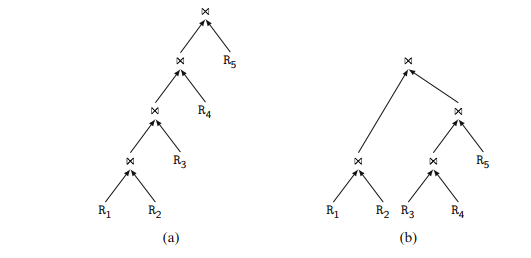 ⋈
⋈ R5 ⋈
⋈ R4 ⋈
⋈ R3 ⋈ ⋈ R5
R1 R2 R1 R2 R3 R4
(a) (b)